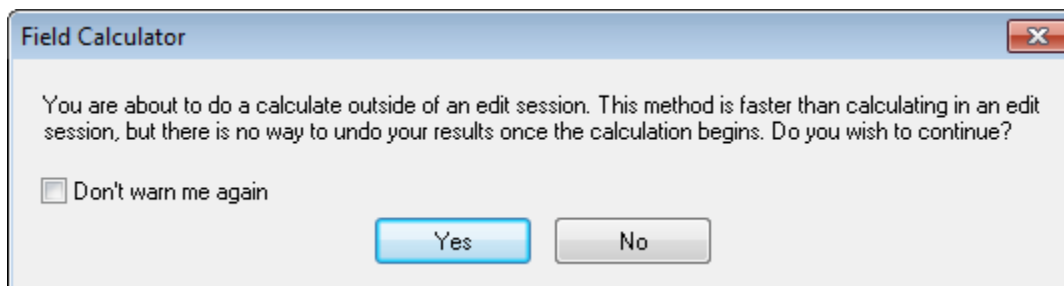 Field Calculator
You are about to do a calculate outside of an edit session. This method is faster than calculating in an edit
session, but there is no way to undo your results once the calculation begins. Do you wish to continue?
Don't warn me again
Yes
No